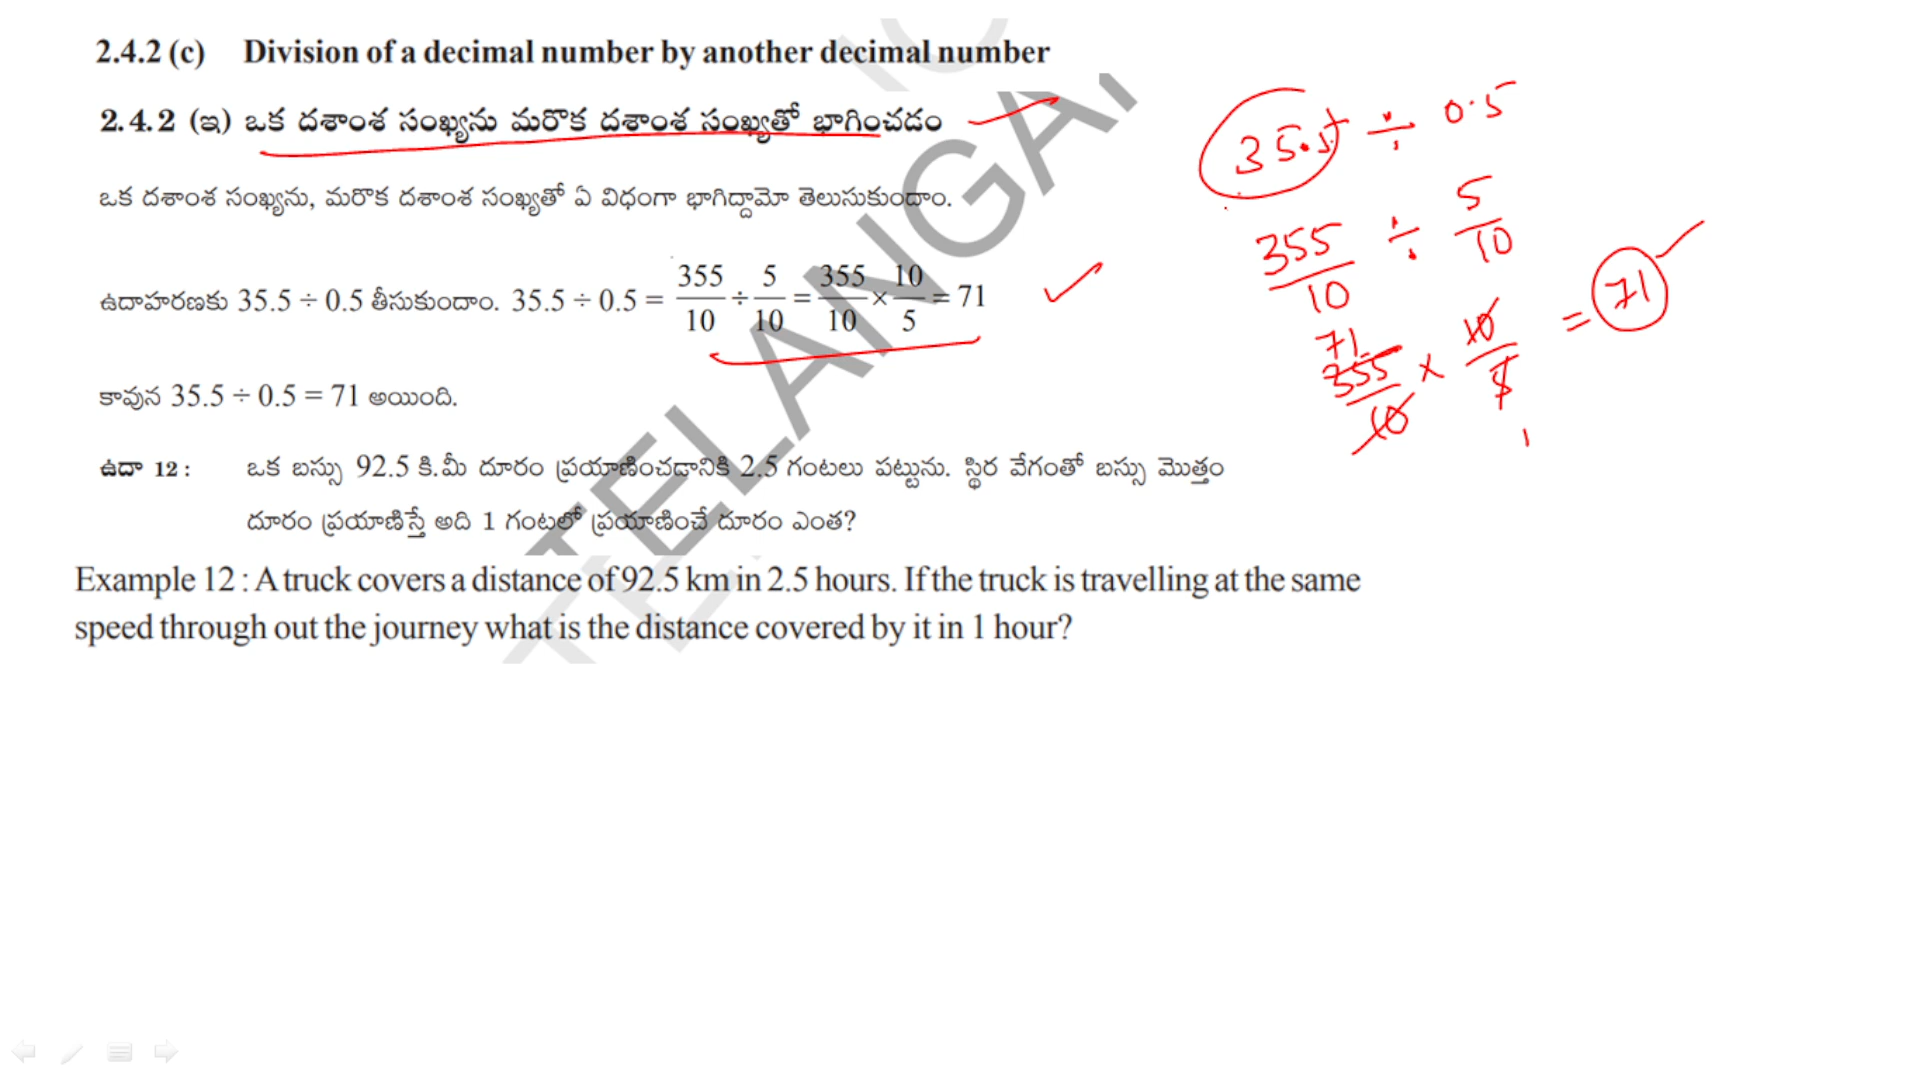 2.4.2 (c) Division of a decimal number by another decimal number
2.4.2 (ఇ) ఒక దశాంశ సంఖ్యను మరొక దశాంశ సంఖ్యతో భాగించడం
ఒక దశాంశ సంఖ్యను, మరొక దశాంశ సంఖ్యతో ఏ విధంగా భాగిద్దామో తెలుసుకుందాం.
ఉదాహరణకు 35.5 ÷ 0.5 తీసుకుందాం. 35.5 ÷ 0.5 = 355/10 ÷ 5/10 = 355/10 × 10/5 = 71
కావున 35.5 ÷ 0.5 = 71 అయింది.
ఉదా 12 : ఒక బస్సు 92.5 కి.మీ దూరం ప్రయాణించడానికి 2.5 గంటలు పట్టును. స్థిర వేగంతో బస్సు మొత్తం
దూరం ప్రయాణిస్తే అది 1 గంటలో ప్రయాణించే దూరం ఎంత?
Example 12 : A truck covers a distance of 92.5 km in 2.5 hours. If the truck is travelling at the same
speed through out the journey what is the distance covered by it in 1 hour?
35.5 ÷ 0.5
355/10 ÷ 5/10
71
355/10 × 10/5 = 71
1
TELANGA